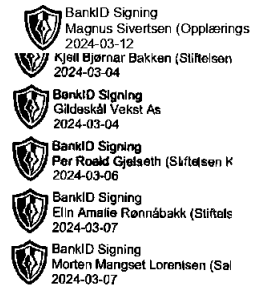 BankID Signing
Magnus Sivertsen (Opplærings
2024-03-12
Kjell Bjørnar Bakken (Stiftelsen
2024-03-04
BankID Signing
Gildeskål Vekst As
2024-03-04
BankID Signing
Per Roald Gjelseth (Stiftelsen K
2024-03-06
BankID Signing
Elin Amalie Rønnåbakk (Stiftels
2024-03-07
BankID Signing
Morten Mangset Lorentsen (Sal
2024-03-07